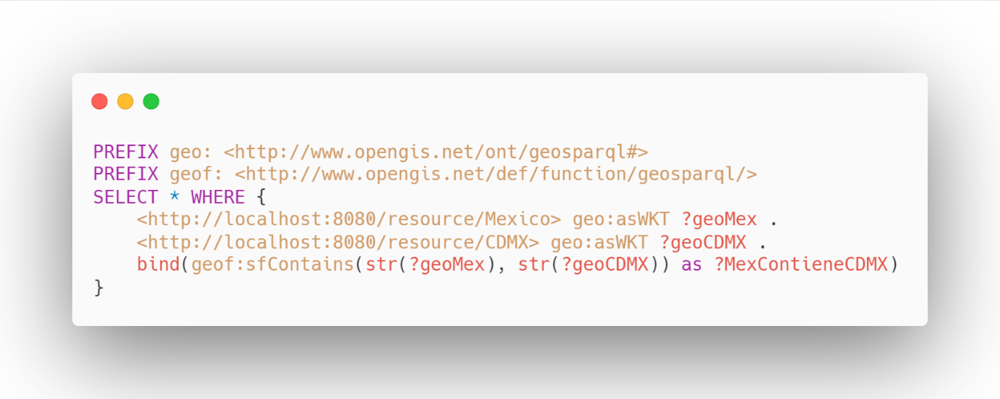 PREFIX geo: <http://www.opengis.net/ont/geosparql#>
PREFIX geof: <http://www.opengis.net/def/function/geosparql/>
SELECT * WHERE {
    <http://localhost:8080/resource/Mexico> geo:asWKT ?geoMex .
    <http://localhost:8080/resource/CDMX> geo:asWKT ?geoCDMX .
    bind(geof:sfContains(str(?geoMex), str(?geoCDMX)) as ?MexContieneCDMX)
}